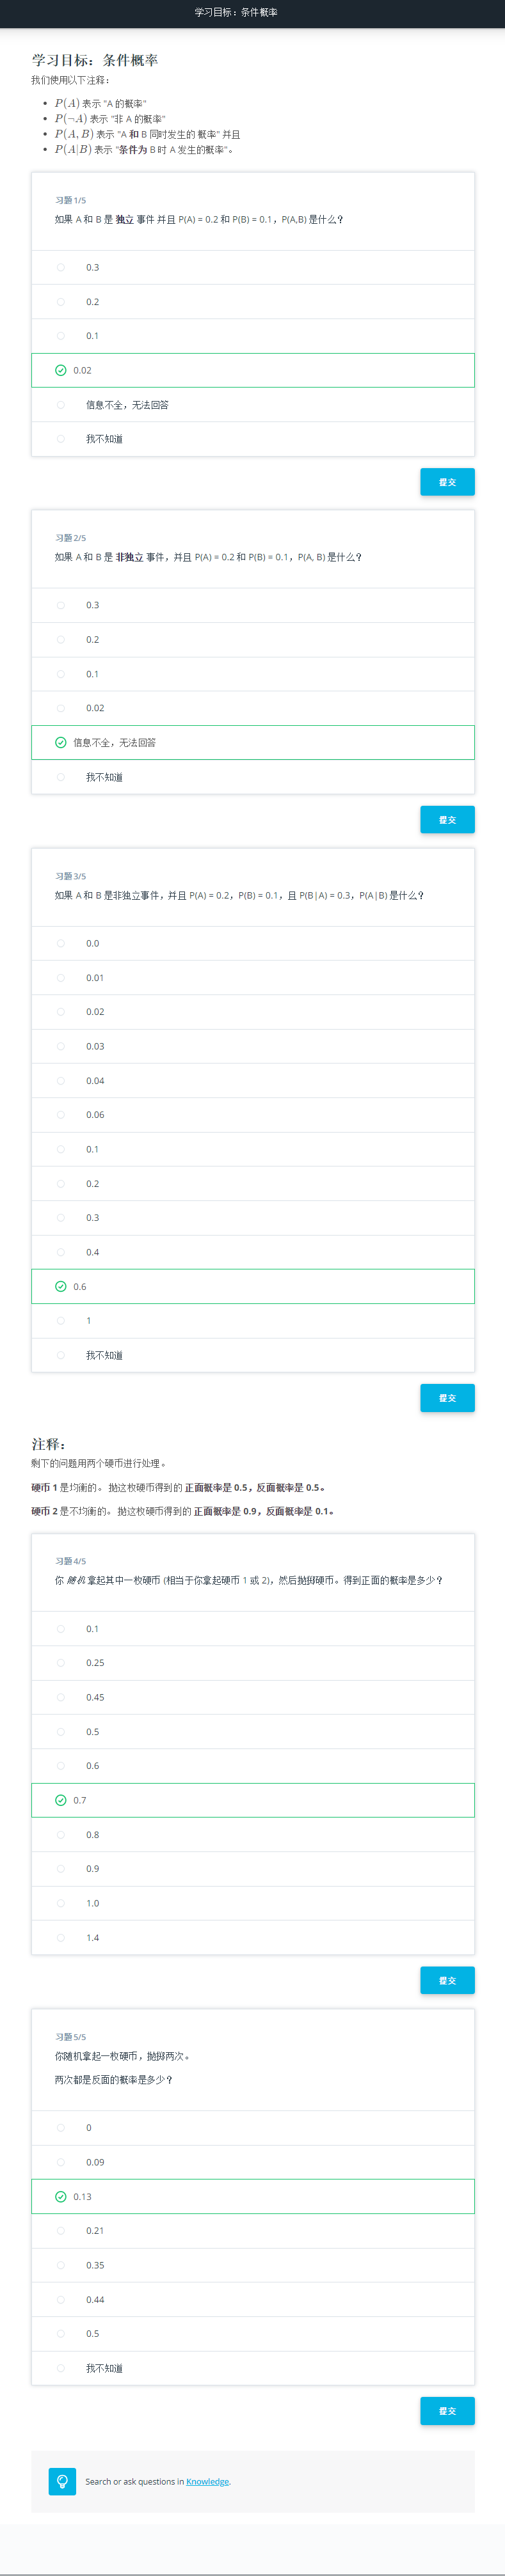 学习目标：条件概率
学习目标：条件概率
我们使用以下注释：
P(A) 表示 "A 的概率"
P(¬A) 表示 "非 A 的概率"
P(A, B) 表示 "A 和 B 同时发生的 概率" 并且
P(A|B) 表示 "条件为 B 时 A 发生的概率"。
习题 1/5
如果 A 和 B 是 独立 事件 并且 P(A) = 0.2 和 P(B) = 0.1，P(A,B) 是什么？
0.3
0.2
0.1
0.02
信息不全，无法回答
我不知道
提交
习题 2/5
如果 A 和 B 是 非独立 事件，并且 P(A) = 0.2 和 P(B) = 0.1，P(A, B) 是什么？
0.3
0.2
0.1
0.02
信息不全，无法回答
我不知道
提交
习题 3/5
如果 A 和 B 是非独立事件，并且 P(A) = 0.2，P(B) = 0.1，且 P(B|A) = 0.3，P(A|B) 是什么？
0.0
0.01
0.02
0.03
0.04
0.06
0.1
0.2
0.3
0.4
0.6
1
我不知道
提交
注释：
剩下的问题用两个硬币进行处理。
硬币 1 是均衡的。 抛这枚硬币得到的 正面概率是 0.5，反面概率是 0.5。
硬币 2 是不均衡的。 抛这枚硬币得到的 正面概率是 0.9，反面概率是 0.1。
习题 4/5
你 随机 拿起其中一枚硬币 (相当于你拿起硬币 1 或 2)，然后抛掷硬币。得到正面的概率是多少？
0.1
0.25
0.45
0.5
0.6
0.7
0.8
0.9
1.0
1.4
提交
习题 5/5
你随机拿起一枚硬币，抛掷两次。
两次都是反面的概率是多少？
0
0.09
0.13
0.21
0.35
0.44
0.5
我不知道
提交
Search or ask questions in Knowledge.